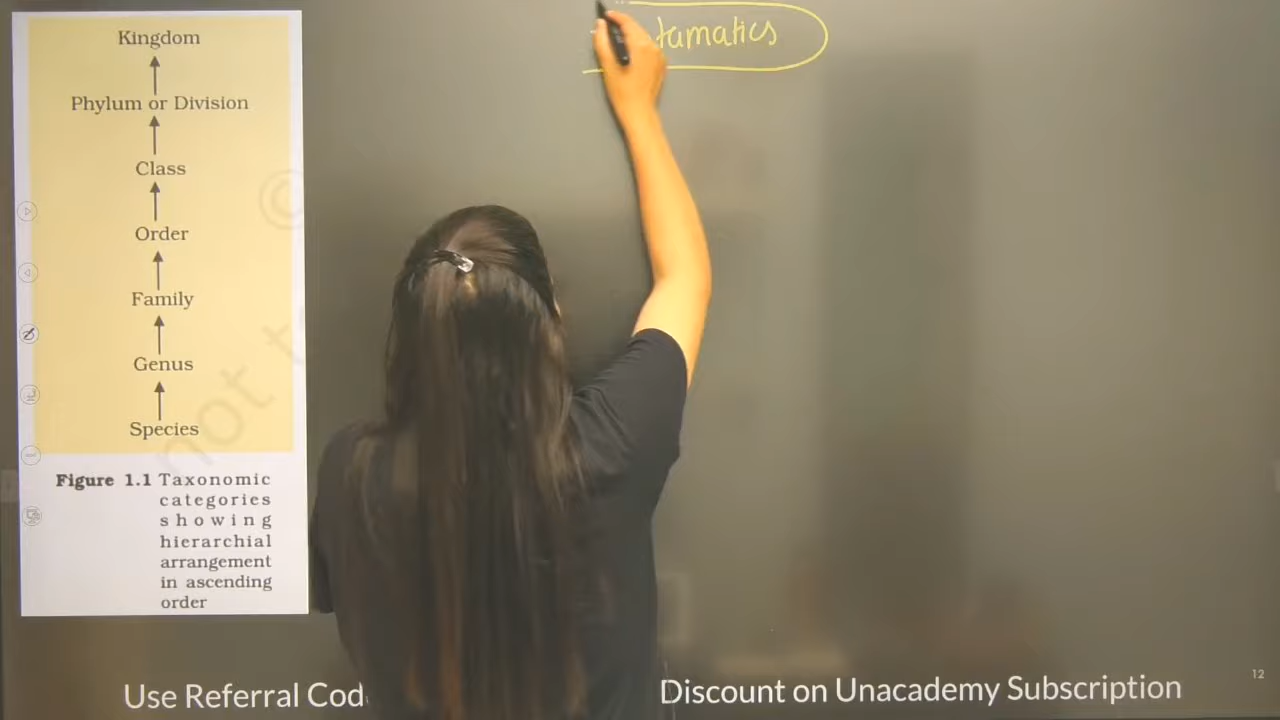 Kingdom
Phylum or Division
Class
Order
Family
Genus
Species
Figure 1.1 Taxonomic
categories
showing
hierarchial
arrangement
in ascending
order
tamatics
not t
©
Use Referral Cod
Discount on Unacademy Subscription
12